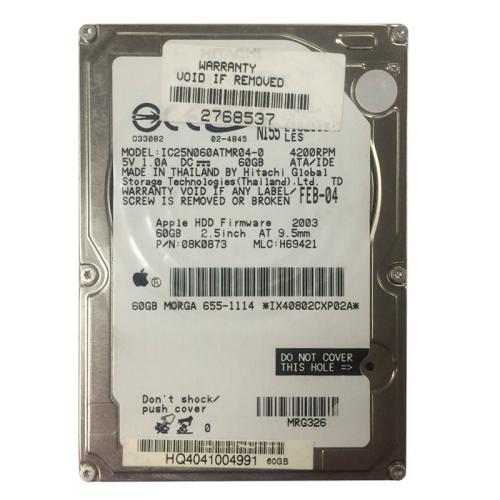 WARRANTY
VOID IF REMOVED
2768537
D33082 02-4845 N155 LES
MODEL:IC25N060ATMR04-0 4200RPM
5V 1.0A DC 60GB ATA/IDE
MADE IN THAILAND BY Hitachi Global
Storage Technologies(Thailand).Ltd. TD
WARRANTY VOID IF ANY LABEL/
SCREW IS REMOVED OR BROKEN FEB-04
Apple HDD Firmware 2003
60GB 2.5inch AT 9.5mm
P/N:08K0873 MLC:H69421
60GB MORGA 655-1114 *IX40802CXP02A*
DO NOT COVER
THIS HOLE =>
Don't shock/
push cover
0
MRG326
HQ4041004991 60GB